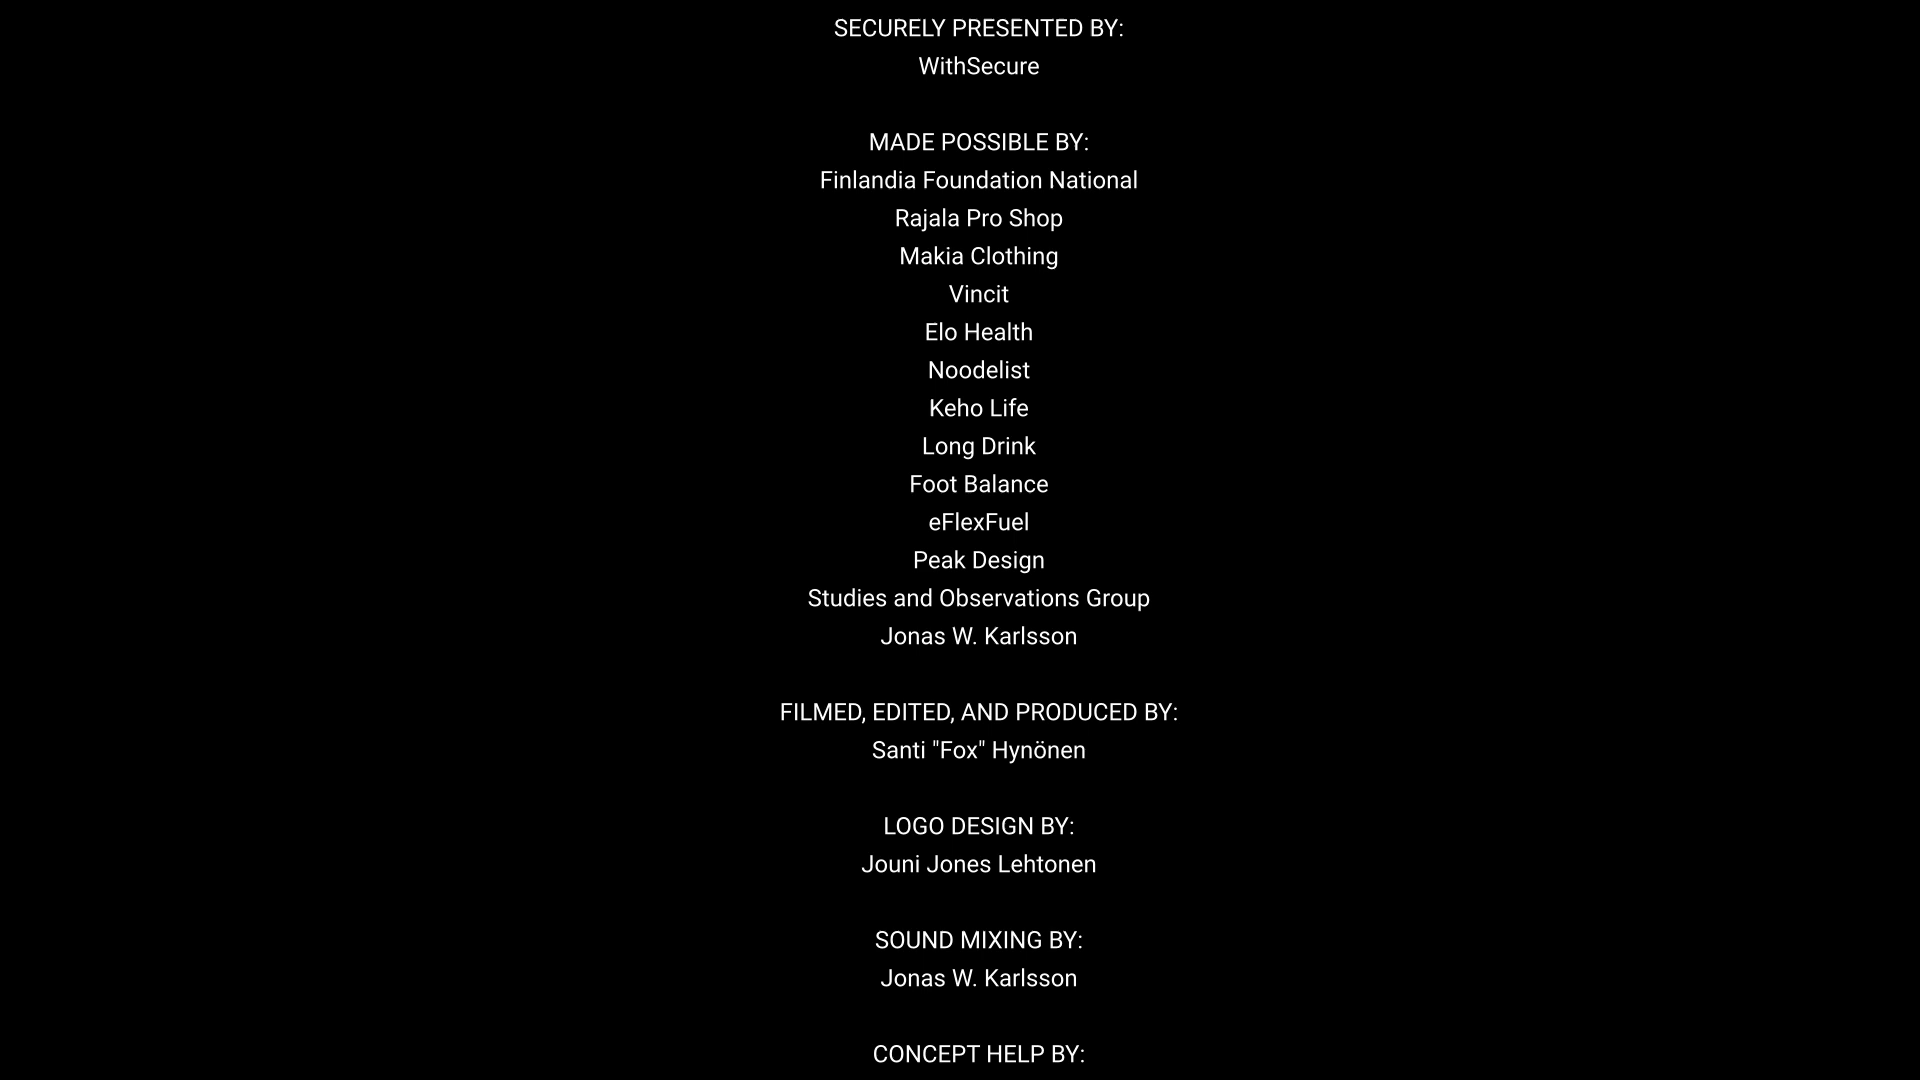 SECURELY PRESENTED BY:
WithSecure
MADE POSSIBLE BY:
Finlandia Foundation National
Rajala Pro Shop
Makia Clothing
Vincit
Elo Health
Noodelist
Keho Life
Long Drink
Foot Balance
eFlexFuel
Peak Design
Studies and Observations Group
Jonas W. Karlsson
FILMED, EDITED, AND PRODUCED BY:
Santi "Fox" Hynönen
LOGO DESIGN BY:
Jouni Jones Lehtonen
SOUND MIXING BY:
Jonas W. Karlsson
CONCEPT HELP BY: